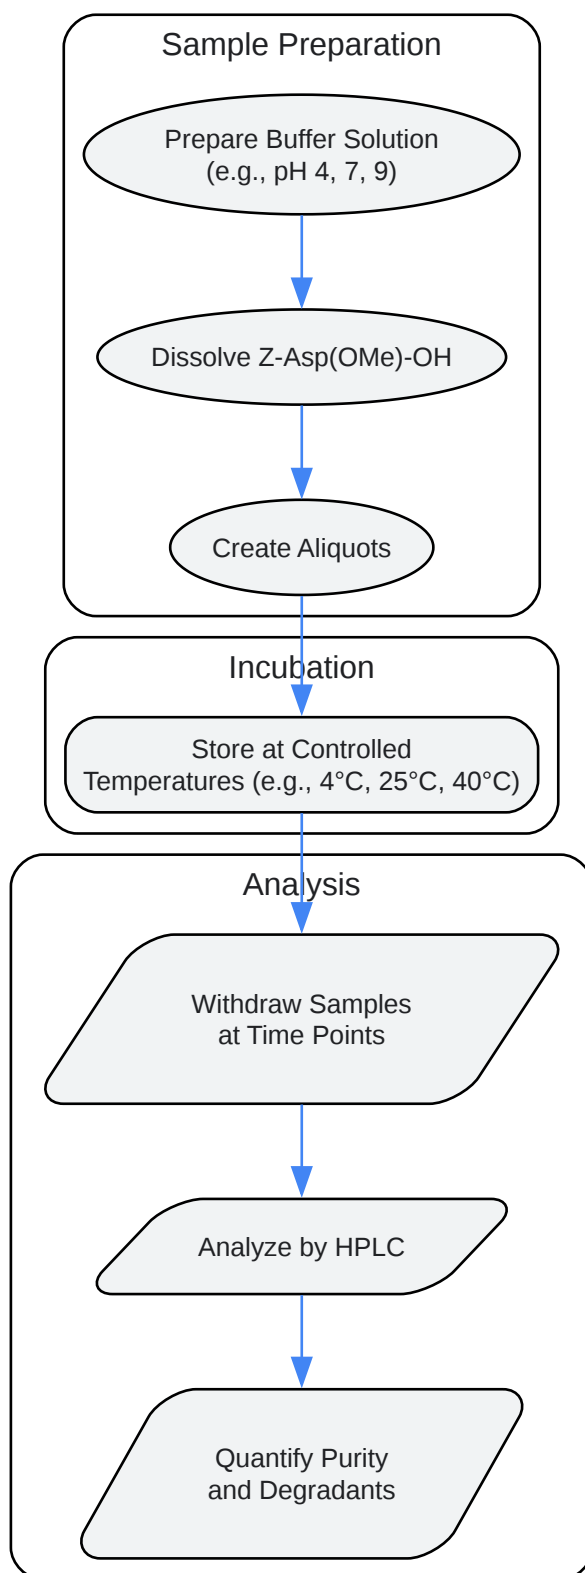 Sample Preparation
Prepare Buffer Solution
(e.g., pH 4, 7, 9)
Dissolve Z-Asp(OMe)-OH
Create Aliquots
Incubation
Store at Controlled
Temperatures (e.g., 4°C, 25°C, 40°C)
Analysis
Withdraw Samples
at Time Points
Analyze by HPLC
Quantify Purity
and Degradants